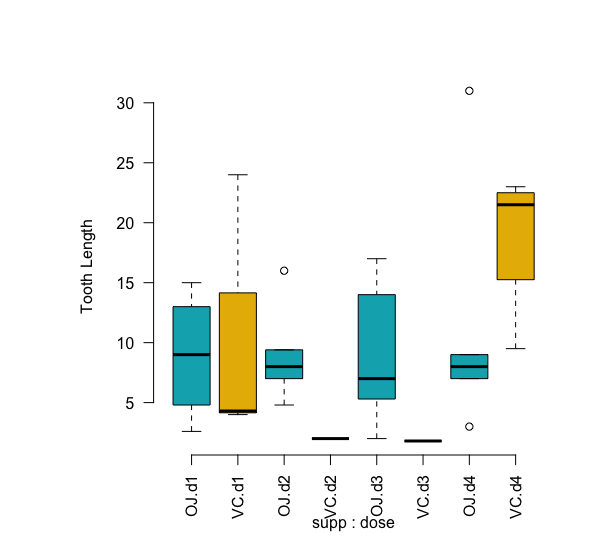 30
25
20
15
10
5
Tooth Length
OJ.d1
VC.d1
OJ.d2
VC.d2
OJ.d3
VC.d3
OJ.d4
VC.d4
supp : dose